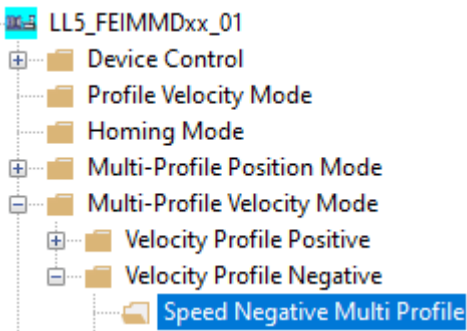 LL5_FEIMMDxx_01
Device Control
Profile Velocity Mode
Homing Mode
Multi-Profile Position Mode
Multi-Profile Velocity Mode
Velocity Profile Positive
Velocity Profile Negative
Speed Negative Multi Profile